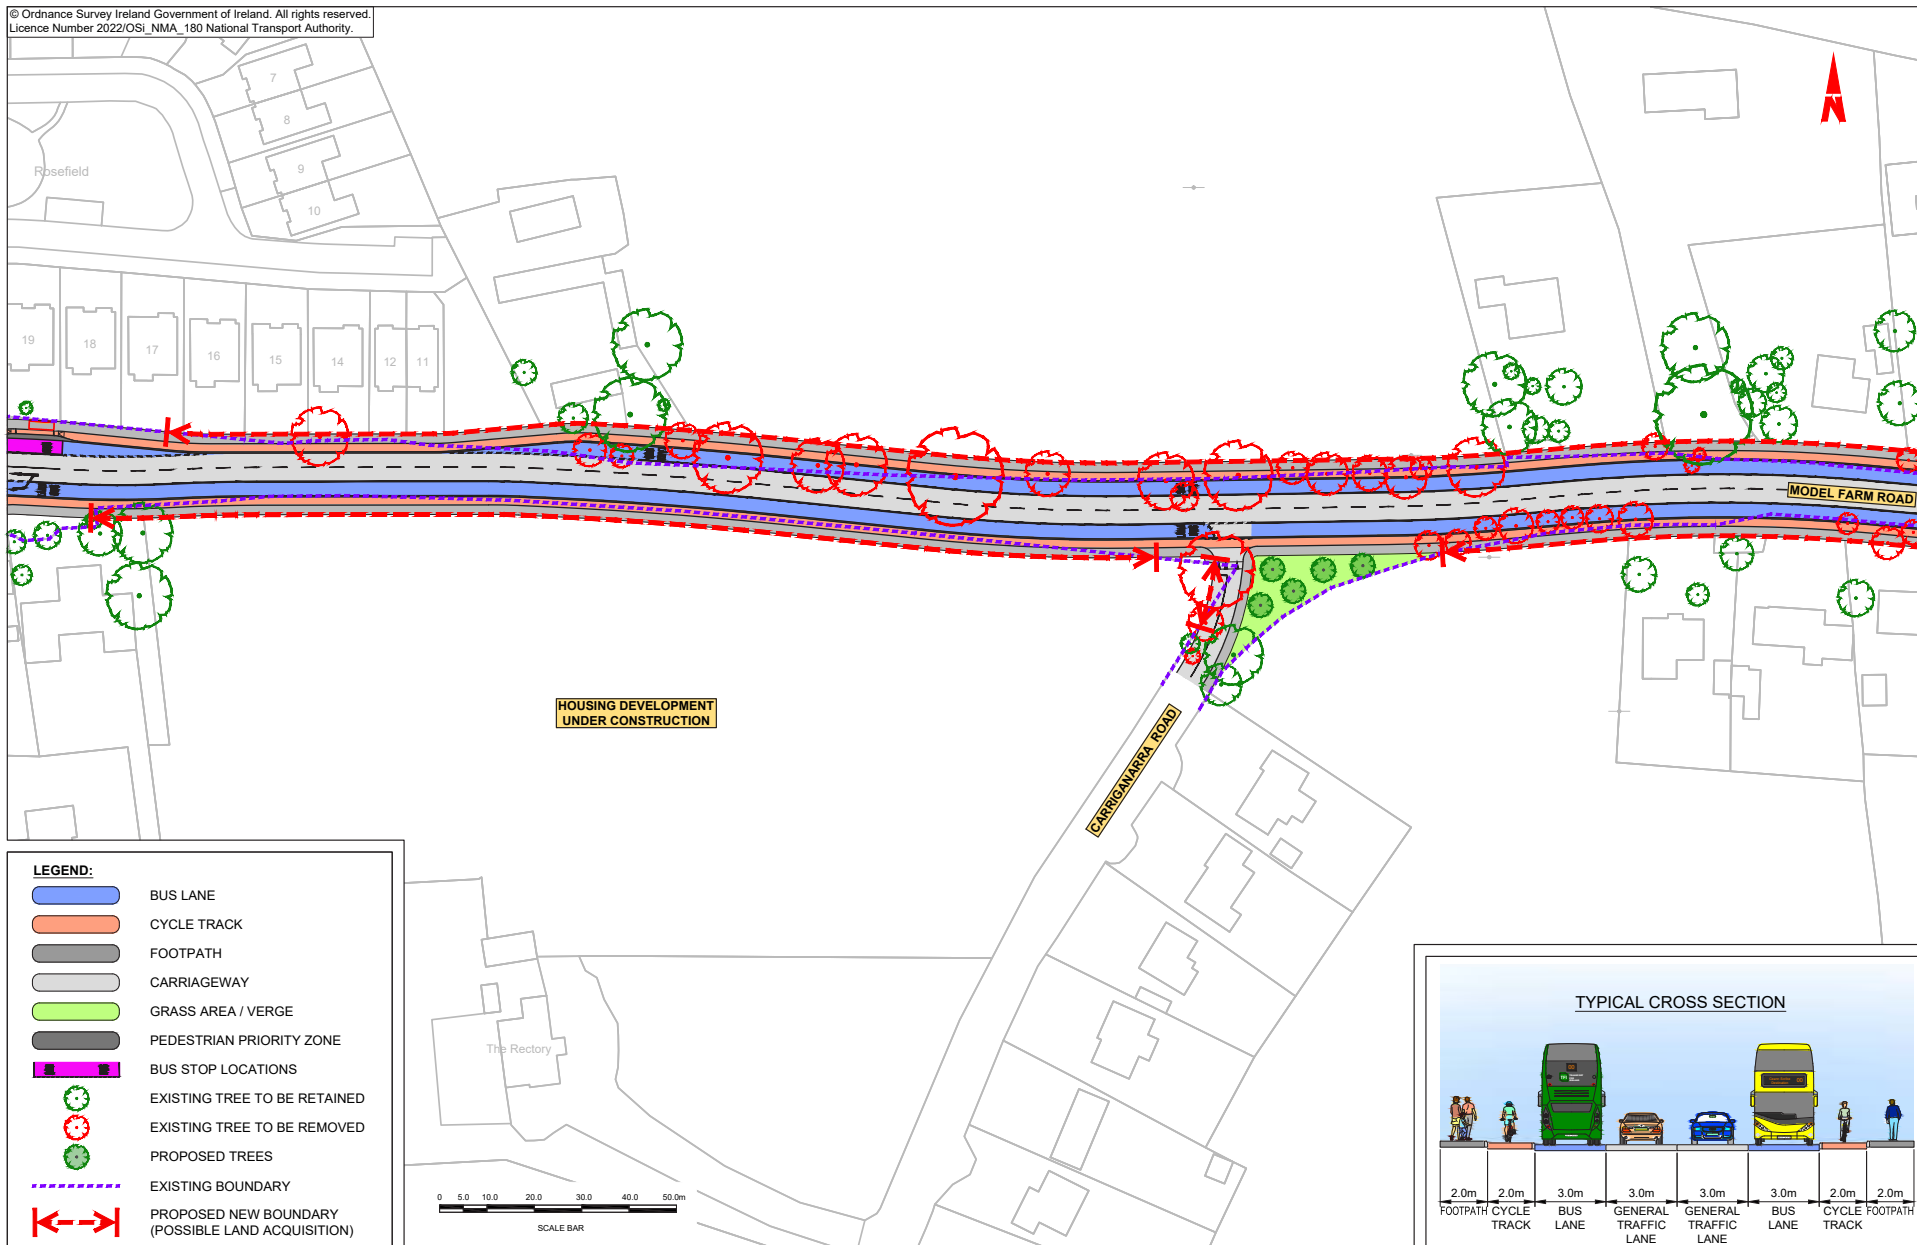 © Ordnance Survey Ireland Government of Ireland. All rights reserved.
Licence Number 2022/OSi_NMA_180 National Transport Authority.
7
8
9
10
Rosefield
N
19
18
17
16
15
14
12
11
MODEL FARM ROAD
HOUSING DEVELOPMENT
UNDER CONSTRUCTION
CARRIGANARRA ROAD
LEGEND:
BUS LANE
CYCLE TRACK
FOOTPATH
CARRIAGEWAY
GRASS AREA / VERGE
PEDESTRIAN PRIORITY ZONE
BUS STOP LOCATIONS
EXISTING TREE TO BE RETAINED
EXISTING TREE TO BE REMOVED
PROPOSED TREES
EXISTING BOUNDARY
PROPOSED NEW BOUNDARY
(POSSIBLE LAND ACQUISITION)
The Rectory
0 5.0 10.0 20.0 30.0 40.0 50.0m
SCALE BAR
TYPICAL CROSS SECTION
2.0m 2.0m 3.0m 3.0m 3.0m 3.0m 2.0m 2.0m
FOOTPATH CYCLE BUS GENERAL GENERAL BUS CYCLE FOOTPATH
TRACK LANE TRAFFIC TRAFFIC LANE TRACK
LANE LANE